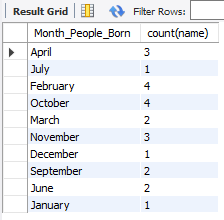 Result Grid Filter Rows:
Month_People_Born count(name)
April 3
July 1
February 4
October 4
March 2
November 3
December 1
September 2
June 2
January 1